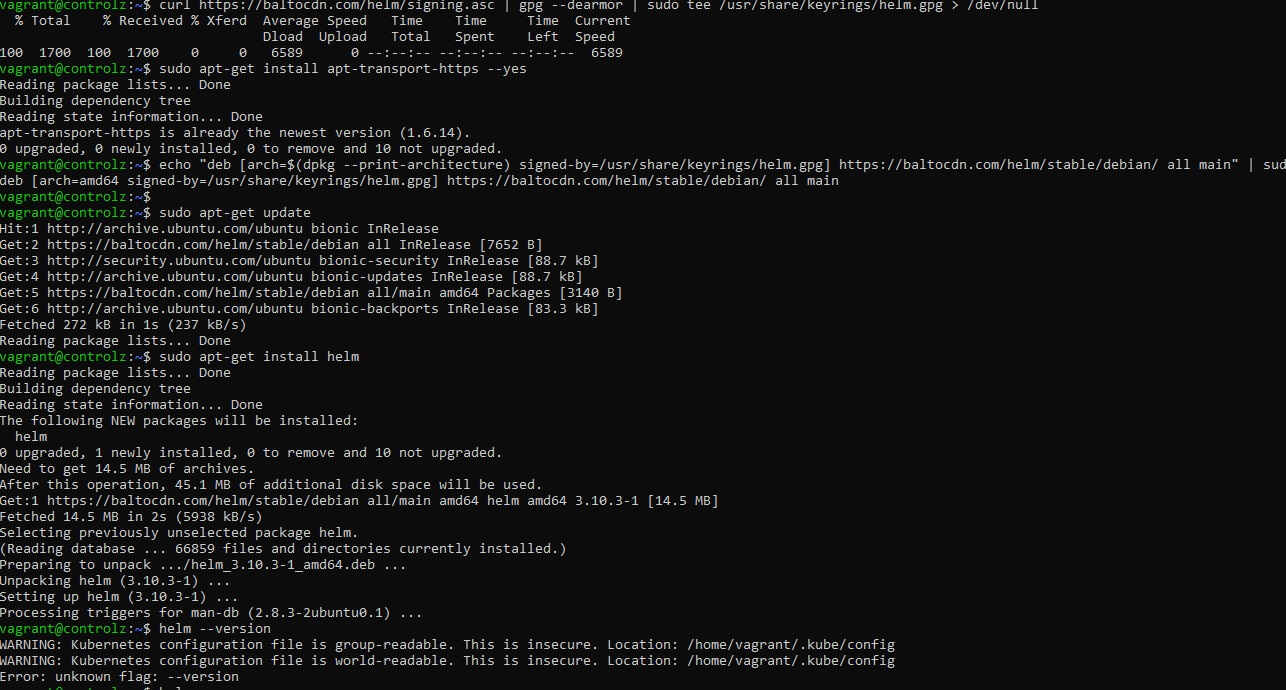 vagrant@controlz:~$ curl https://baltocdn.com/helm/signing.asc | gpg --dearmor | sudo tee /usr/share/keyrings/helm.gpg > /dev/null
  % Total    % Received % Xferd  Average Speed   Time    Time     Time  Current
                                 Dload  Upload   Total   Spent    Left  Speed
100  1700  100  1700    0     0   6589      0 --:--:-- --:--:-- --:--:--  6589
vagrant@controlz:~$ sudo apt-get install apt-transport-https --yes
Reading package lists... Done
Building dependency tree
Reading state information... Done
apt-transport-https is already the newest version (1.6.14).
0 upgraded, 0 newly installed, 0 to remove and 10 not upgraded.
vagrant@controlz:~$ echo "deb [arch=$(dpkg --print-architecture) signed-by=/usr/share/keyrings/helm.gpg] https://baltocdn.com/helm/stable/debian/ all main" | sud
deb [arch=amd64 signed-by=/usr/share/keyrings/helm.gpg] https://baltocdn.com/helm/stable/debian/ all main
vagrant@controlz:~$
vagrant@controlz:~$ sudo apt-get update
Hit:1 http://archive.ubuntu.com/ubuntu bionic InRelease
Get:2 https://baltocdn.com/helm/stable/debian all InRelease [7652 B]
Get:3 http://security.ubuntu.com/ubuntu bionic-security InRelease [88.7 kB]
Get:4 http://archive.ubuntu.com/ubuntu bionic-updates InRelease [88.7 kB]
Get:5 https://baltocdn.com/helm/stable/debian all/main amd64 Packages [3140 B]
Get:6 http://archive.ubuntu.com/ubuntu bionic-backports InRelease [83.3 kB]
Fetched 272 kB in 1s (237 kB/s)
Reading package lists... Done
vagrant@controlz:~$ sudo apt-get install helm
Reading package lists... Done
Building dependency tree
Reading state information... Done
The following NEW packages will be installed:
  helm
0 upgraded, 1 newly installed, 0 to remove and 10 not upgraded.
Need to get 14.5 MB of archives.
After this operation, 45.1 MB of additional disk space will be used.
Get:1 https://baltocdn.com/helm/stable/debian all/main amd64 helm amd64 3.10.3-1 [14.5 MB]
Fetched 14.5 MB in 2s (5938 kB/s)
Selecting previously unselected package helm.
(Reading database ... 66859 files and directories currently installed.)
Preparing to unpack .../helm_3.10.3-1_amd64.deb ...
Unpacking helm (3.10.3-1) ...
Setting up helm (3.10.3-1) ...
Processing triggers for man-db (2.8.3-2ubuntu0.1) ...
vagrant@controlz:~$ helm --version
WARNING: Kubernetes configuration file is group-readable. This is insecure. Location: /home/vagrant/.kube/config
WARNING: Kubernetes configuration file is world-readable. This is insecure. Location: /home/vagrant/.kube/config
Error: unknown flag: --version